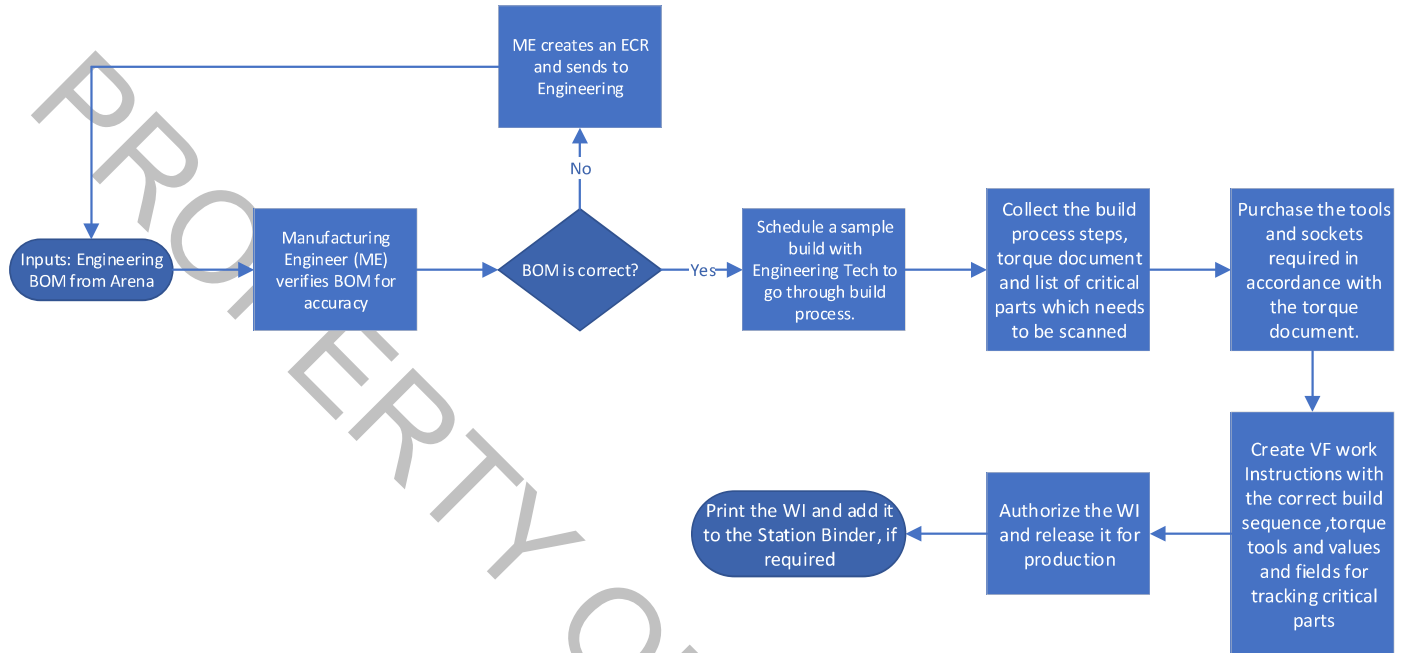 ME creates an ECR
and sends to
Engineering
No
Inputs: Engineering
BOM from Arena
Manufacturing
Engineer (ME)
verifies BOM for
accuracy
BOM is correct?
Yes
Schedule a sample
build with
Engineering Tech to
go through build
process.
Collect the build
process steps,
torque document
and list of critical
parts which needs
to be scanned
Purchase the tools
and sockets
required in
accordance with
the torque
document.
Create VF work
Instructions with
the correct build
sequence ,torque
tools and values
and fields for
tracking critical
parts
Authorize the WI
and release it for
production
Print the WI and add it
to the Station Binder, if
required
PROPERTY